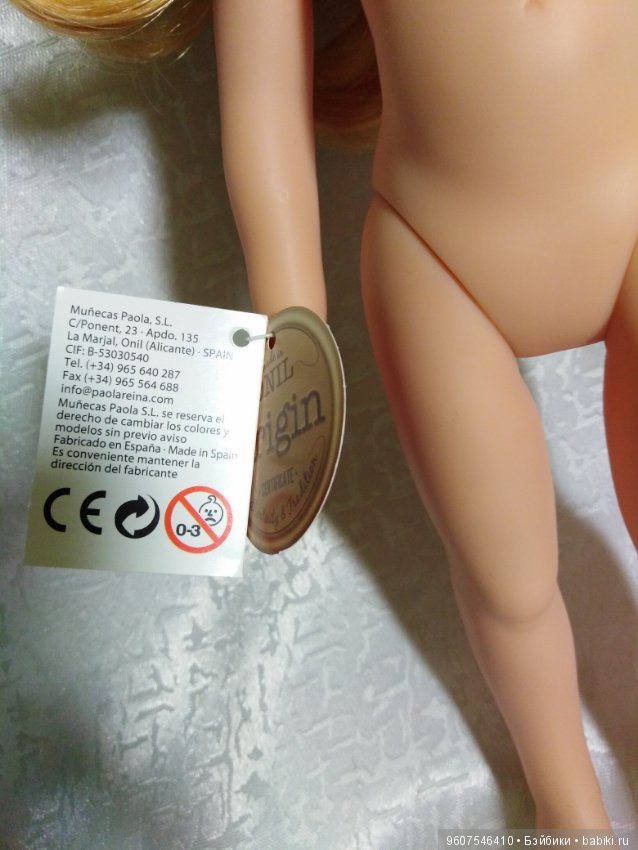 Muñecas Paola, S.L.
C/Ponent, 23 · Apdo. 135
La Marjal, Onil (Alicante) · SPAIN
CIF: B-53030540
Tel. (+34) 965 640 287
Fax (+34) 965 564 688
info@paolareina.com
Muñecas Paola S.L. se reserva el
derecho de cambiar los colores y
modelos sin previo aviso
Fabricado en España · Made in Spain
Es conveniente mantener la
dirección del fabricante
CE
0-3
CERTIFICATE
& Tradition
9607546410 • Бэйбики • babiki.ru